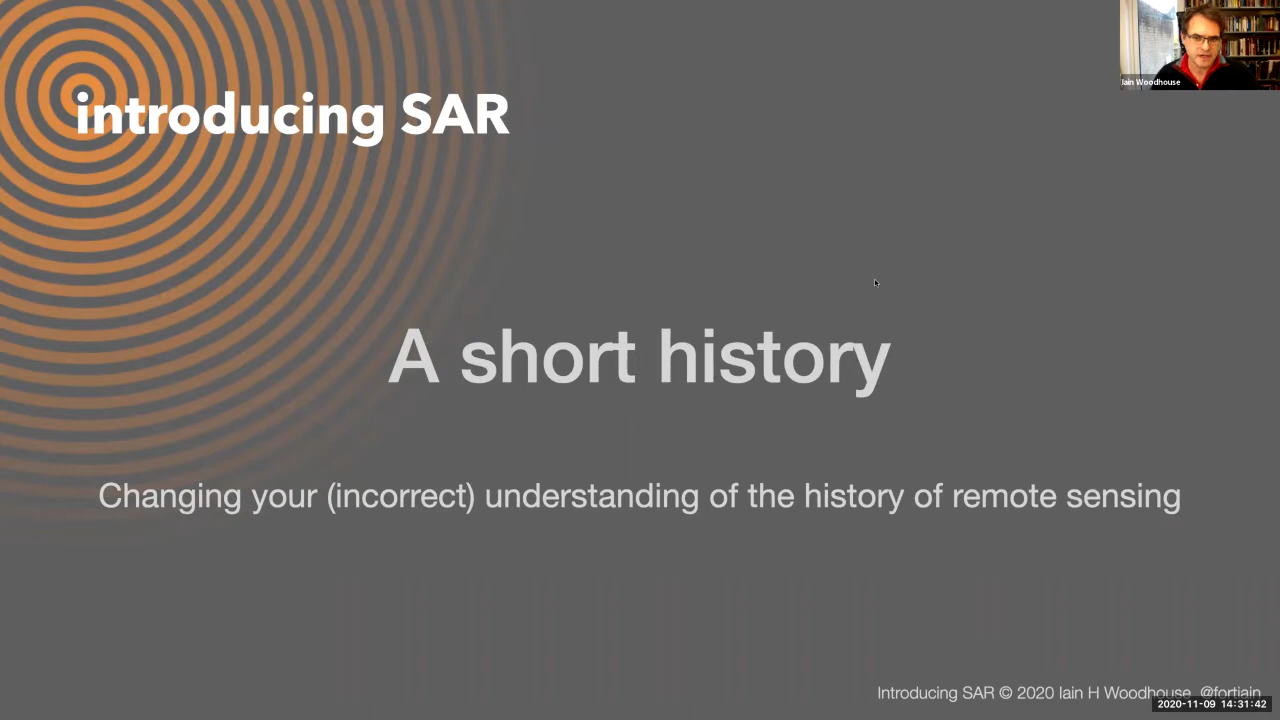 introducing SAR
Iain Woodhouse
A short history
Changing your (incorrect) understanding of the history of remote sensing
Introducing SAR © 2020 Iain H Woodhouse @fortiain
2020-11-09 14:31:42